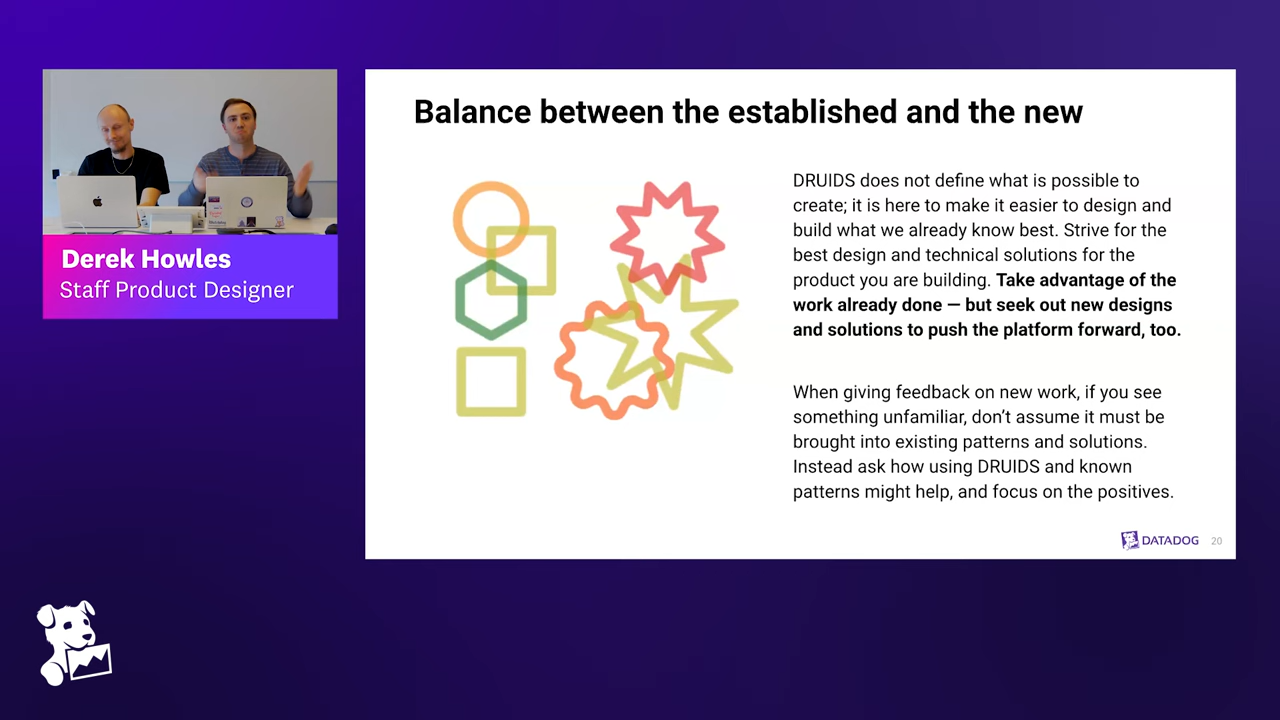 Balance between the established and the new
DRUIDS does not define what is possible to
create; it is here to make it easier to design and
build what we already know best. Strive for the
best design and technical solutions for the
product you are building. Take advantage of the
work already done — but seek out new designs
and solutions to push the platform forward, too.
When giving feedback on new work, if you see
something unfamiliar, don’t assume it must be
brought into existing patterns and solutions.
Instead ask how using DRUIDS and known
patterns might help, and focus on the positives.
DATADOG 20
Derek Howles
Staff Product Designer